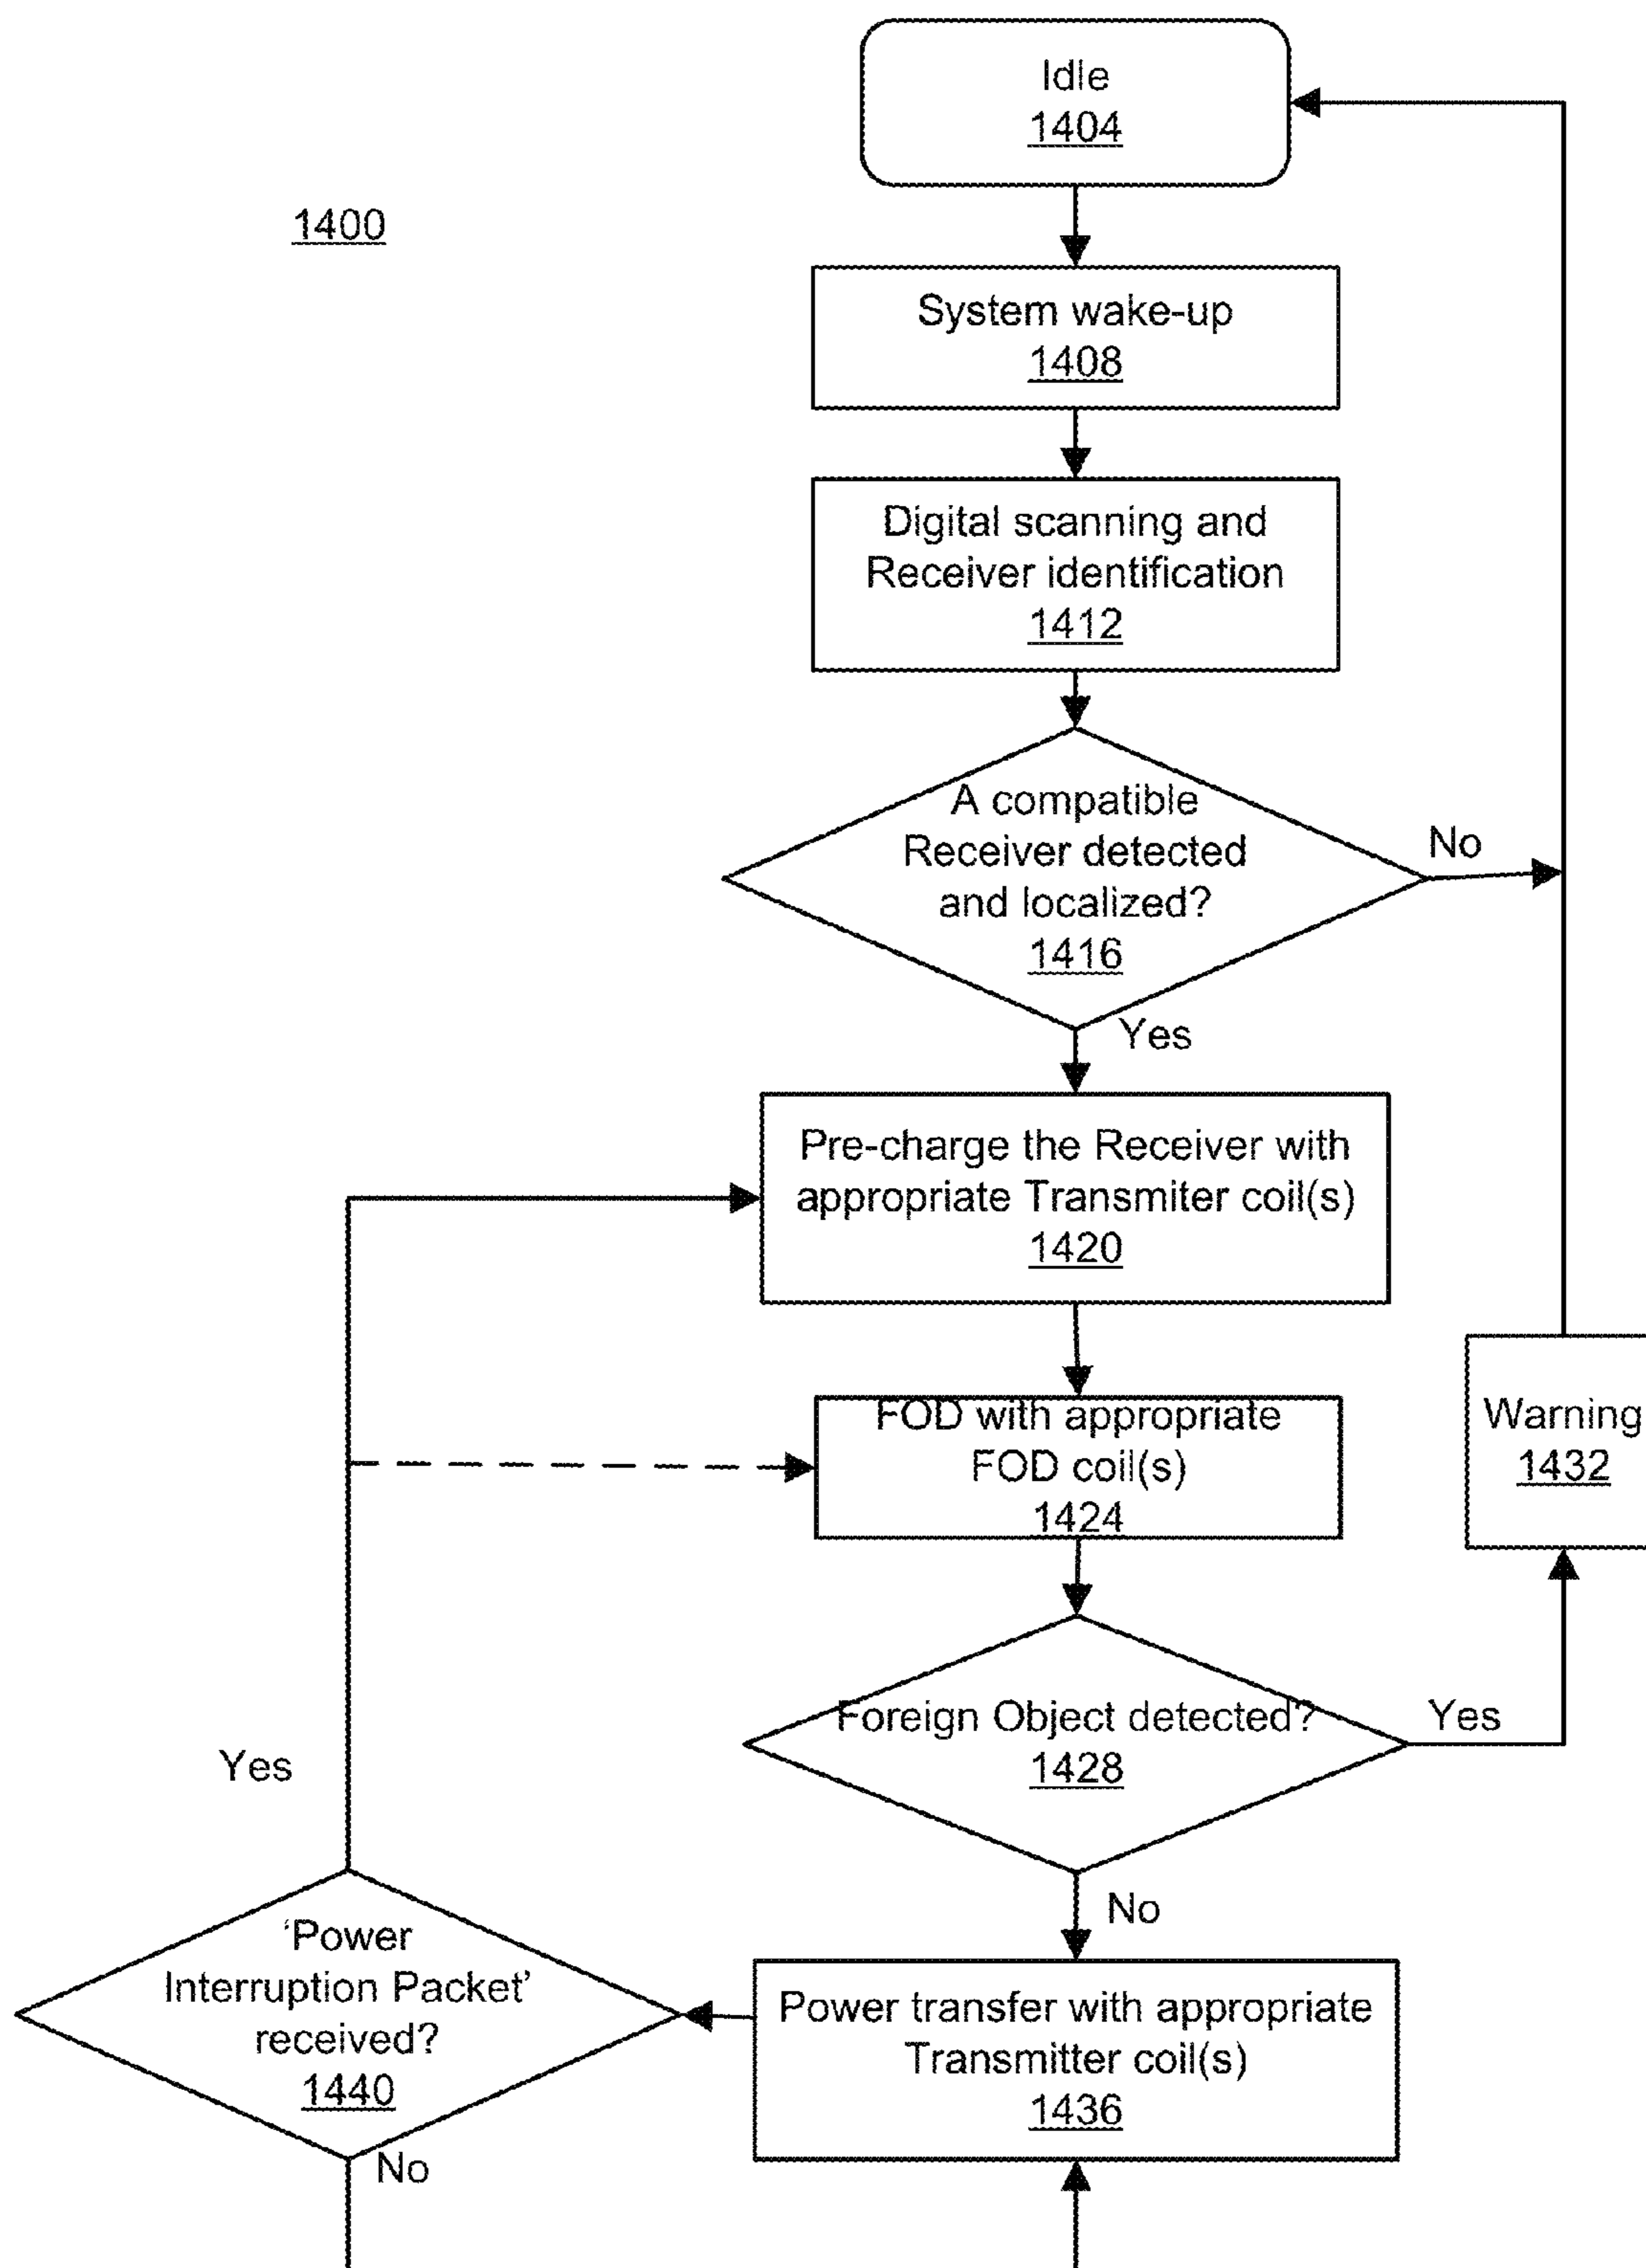 Idle
1404
1400
System wake-up
1408
Digital scanning and
Receiver identification
1412
A compatible
Receiver detected
and localized?
1416
No
Yes
Pre-charge the Receiver with
appropriate Transmiter coil(s)
1420
FOD with appropriate
FOD coil(s)
1424
Warning
1432
Foreign Object detected?
1428
Yes
Yes
No
'Power
Interruption Packet'
received?
1440
Power transfer with appropriate
Transmitter coil(s)
1436
No